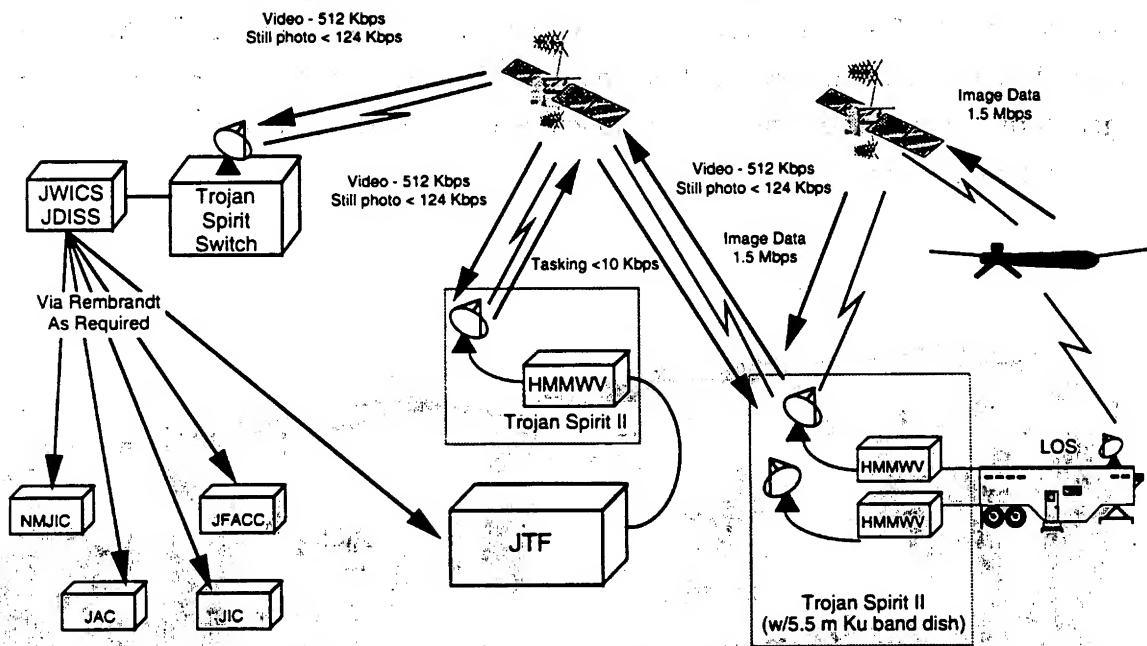 Video - 512 Kbps
Still photo < 124 Kbps
Image Data
1.5 Mbps
JWICS
JDISS
Trojan
Spirit
Switch
Video - 512 Kbps
Still photo < 124 Kbps
Video - 512 Kbps
Still photo < 124 Kbps
Tasking <10 Kbps
Image Data
1.5 Mbps
Via Rembrandt
As Required
HMMWV
Trojan Spirit II
LOS
HMMWV
HMMWV
NMJIC
JFACC
JTF
JAC
JIC
Trojan Spirit II
(w/5.5 m Ku band dish)